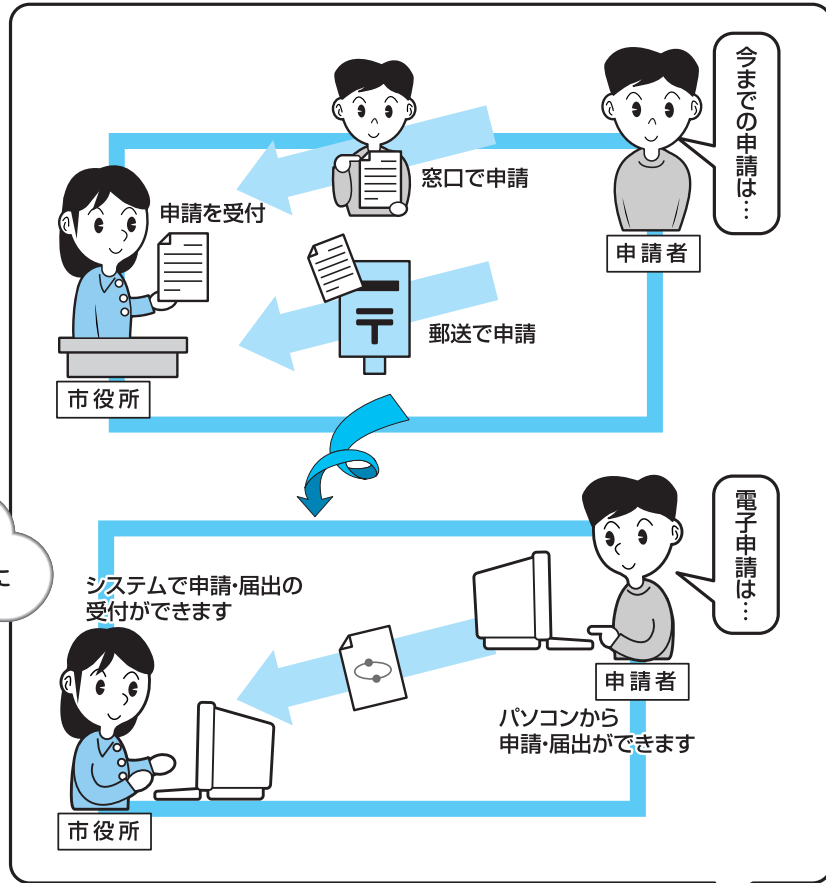 今までの申請は…
申請者
窓口で申請
申請を受付
郵送で申請
〒
市役所
電子申請は…
に
システムで申請・届出の
受付ができます
申請者
パソコンから
申請・届出ができます
市役所